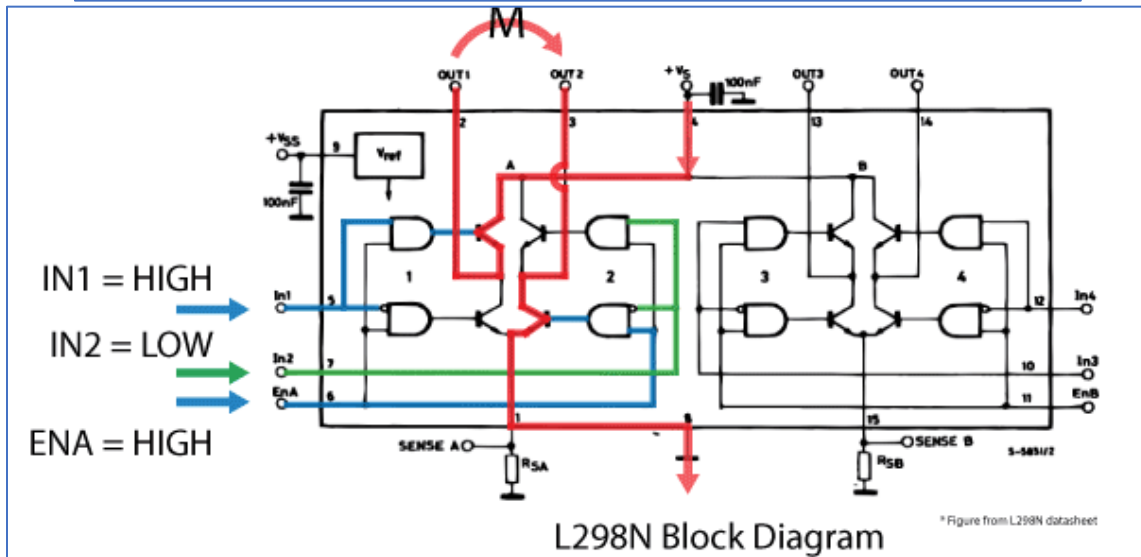 M
OUT1 OUT2 +Vs 100nF OUT3 OUT4
2 3 4 13 14
+Vss 9 Vref A B
100nF
1 2 3 4
IN1 = HIGH
In1 5 12 In4
IN2 = LOW
In2 7 10 In3
EnA 6 11 EnB
ENA = HIGH
1 8 15
SENSE A SENSE B S-5851/2
RSA RSB
* Figure from L298N datasheet
L298N Block Diagram